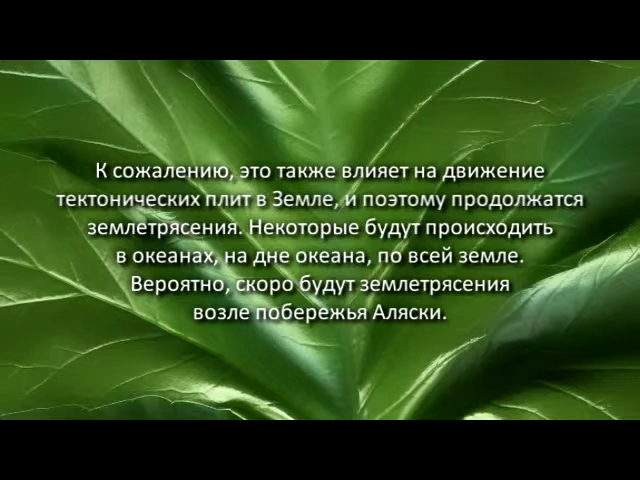 К сожалению, это также влияет на движение
тектонических плит в Земле, и поэтому продолжатся
землетрясения. Некоторые будут происходить
в океанах, на дне океана, по всей земле.
Вероятно, скоро будут землетрясения
возле побережья Аляски.